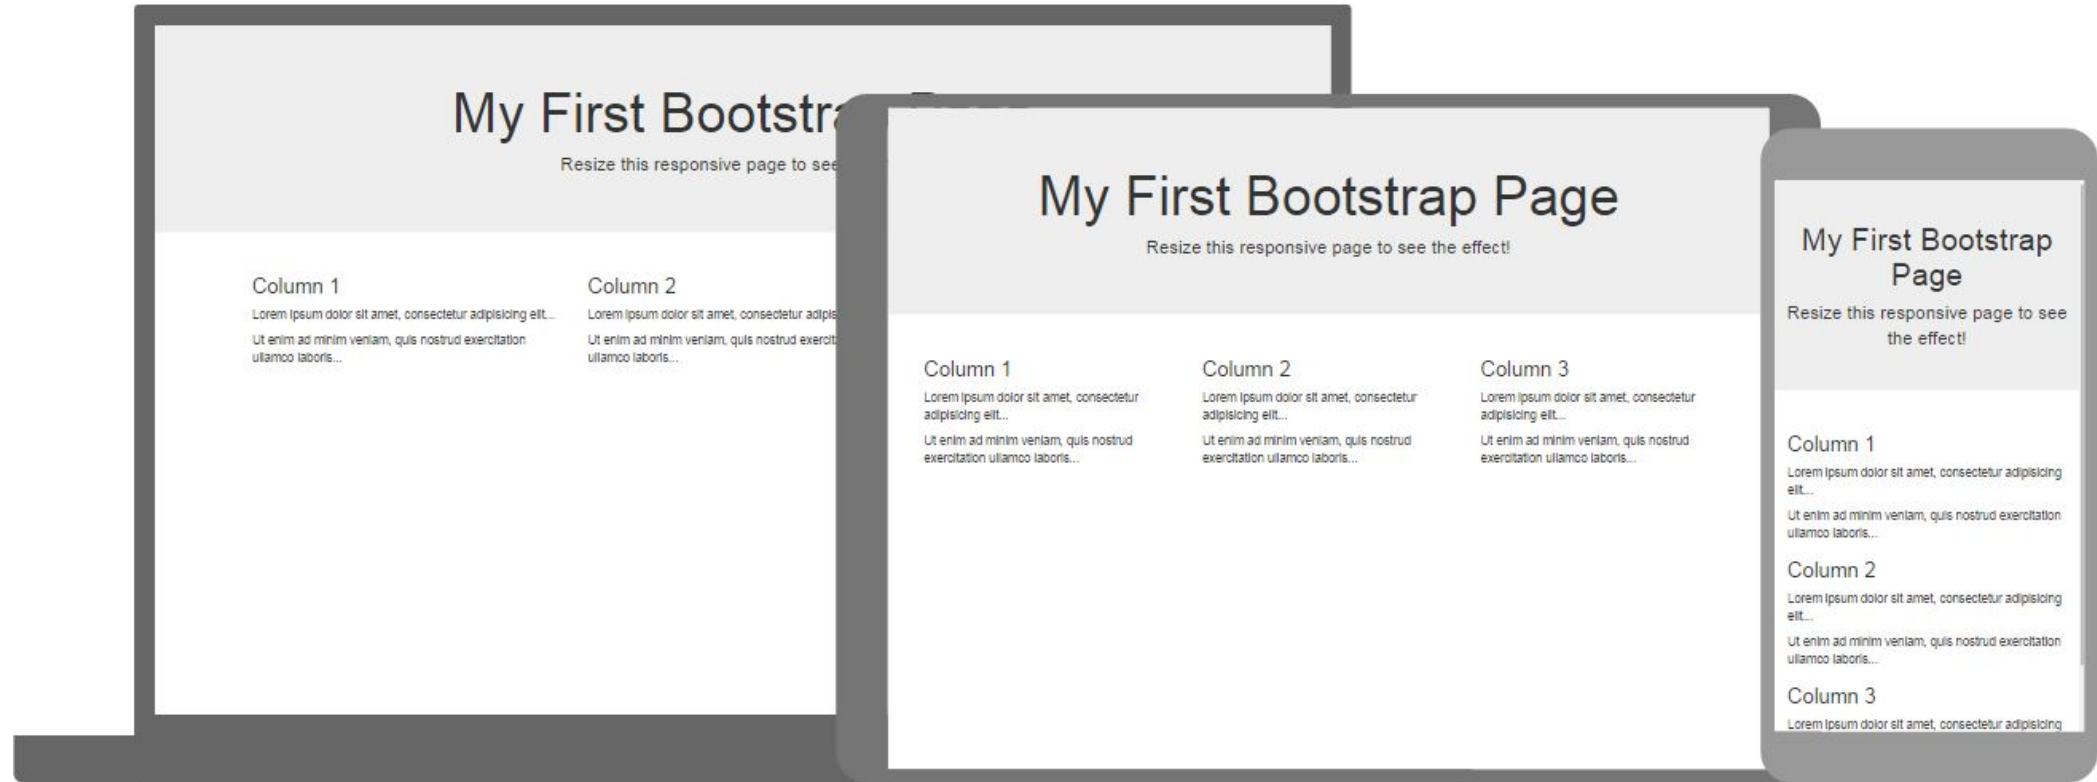 My First Bootstra
Resize this responsive page to see
Column 1
Lorem ipsum dolor sit amet, consectetur adipisicing elit...
Ut enim ad minim veniam, quis nostrud exercitation
ullamco laboris...
Column 2
Lorem ipsum dolor sit amet, consectetur adipis
Ut enim ad minim veniam, quis nostrud exercit
ullamco laboris...
My First Bootstrap Page
Resize this responsive page to see the effect!
Column 1
Lorem ipsum dolor sit amet, consectetur
adipisicing elit...
Ut enim ad minim veniam, quis nostrud
exercitation ullamco laboris...
Column 2
Lorem ipsum dolor sit amet, consectetur
adipisicing elit...
Ut enim ad minim veniam, quis nostrud
exercitation ullamco laboris...
Column 3
Lorem ipsum dolor sit amet, consectetur
adipisicing elit...
Ut enim ad minim veniam, quis nostrud
exercitation ullamco laboris...
My First Bootstrap
Page
Resize this responsive page to see
the effect!
Column 1
Lorem ipsum dolor sit amet, consectetur adipisicing
elit...
Ut enim ad minim veniam, quis nostrud exercitation
ullamco laboris...
Column 2
Lorem ipsum dolor sit amet, consectetur adipisicing
elit...
Ut enim ad minim veniam, quis nostrud exercitation
ullamco laboris...
Column 3
Lorem ipsum dolor sit amet, consectetur adipisicing